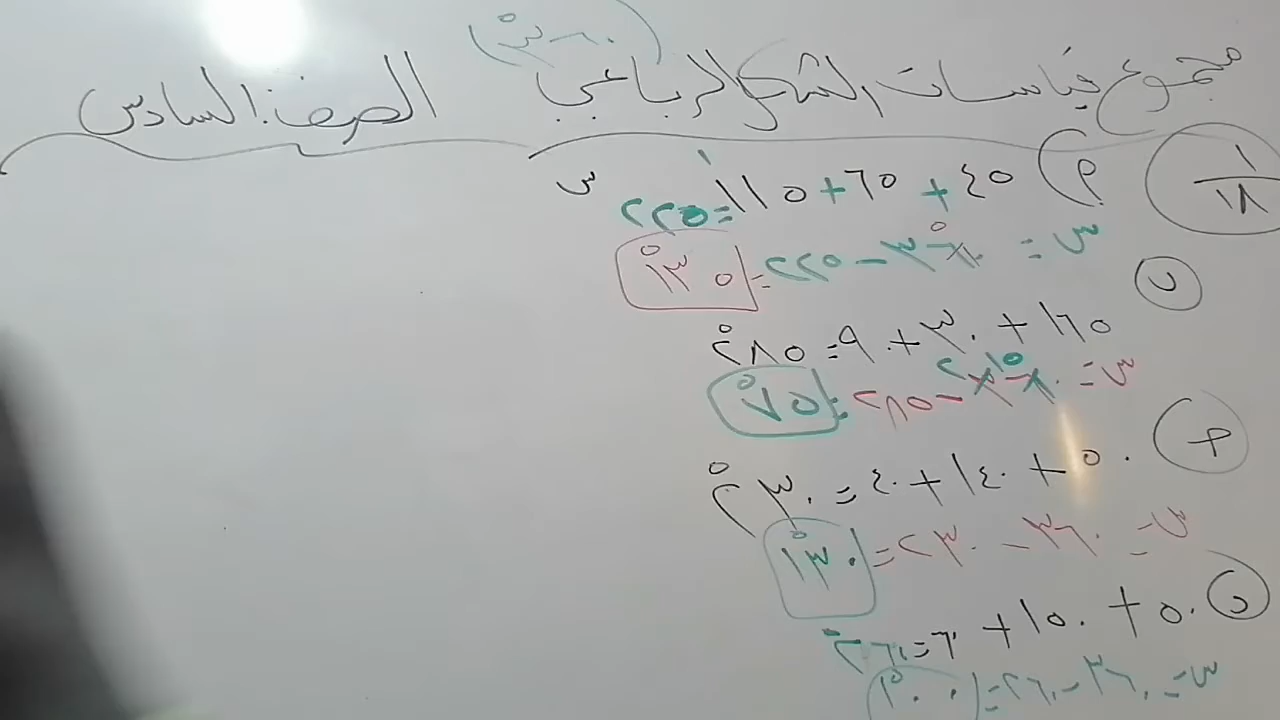 (٣٦٠°)
مجموع قياسات الشكل الرباعي الصف: السادس
١/١٨ م) ٤٥ + ٦٥ + ١١٥ = ٢٢٥
س = ٣٦٠ - ٢٢٥ = ١٣٥°
ب ١٦٥ + ٣٠ + ٩٠ = ٢٨٥°
س = ٣٦٠ - ٢٨٥ = ٧٥°
ج ٥٠ + ١٤٠ + ٤٠ = ٢٣٠°
س = ٣٦٠ - ٢٣٠ = ١٣٠°
د ٥٠ + ١٥٠ + ٦٠ = ٢٦٠
س = ٣٦٠ - ٢٦٠ = ١٠٠°